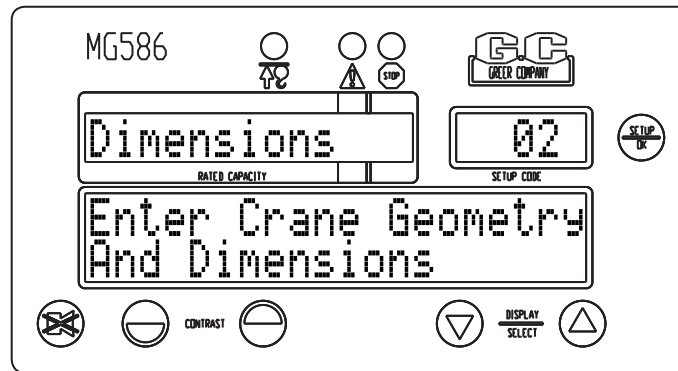 MG586
STOP
G.C.
GREER COMPANY
Dimensions
02
SETUP
OK
RATED CAPACITY
SETUP CODE
Enter Crane Geometry
And Dimensions
CONTRAST
DISPLAY
SELECT